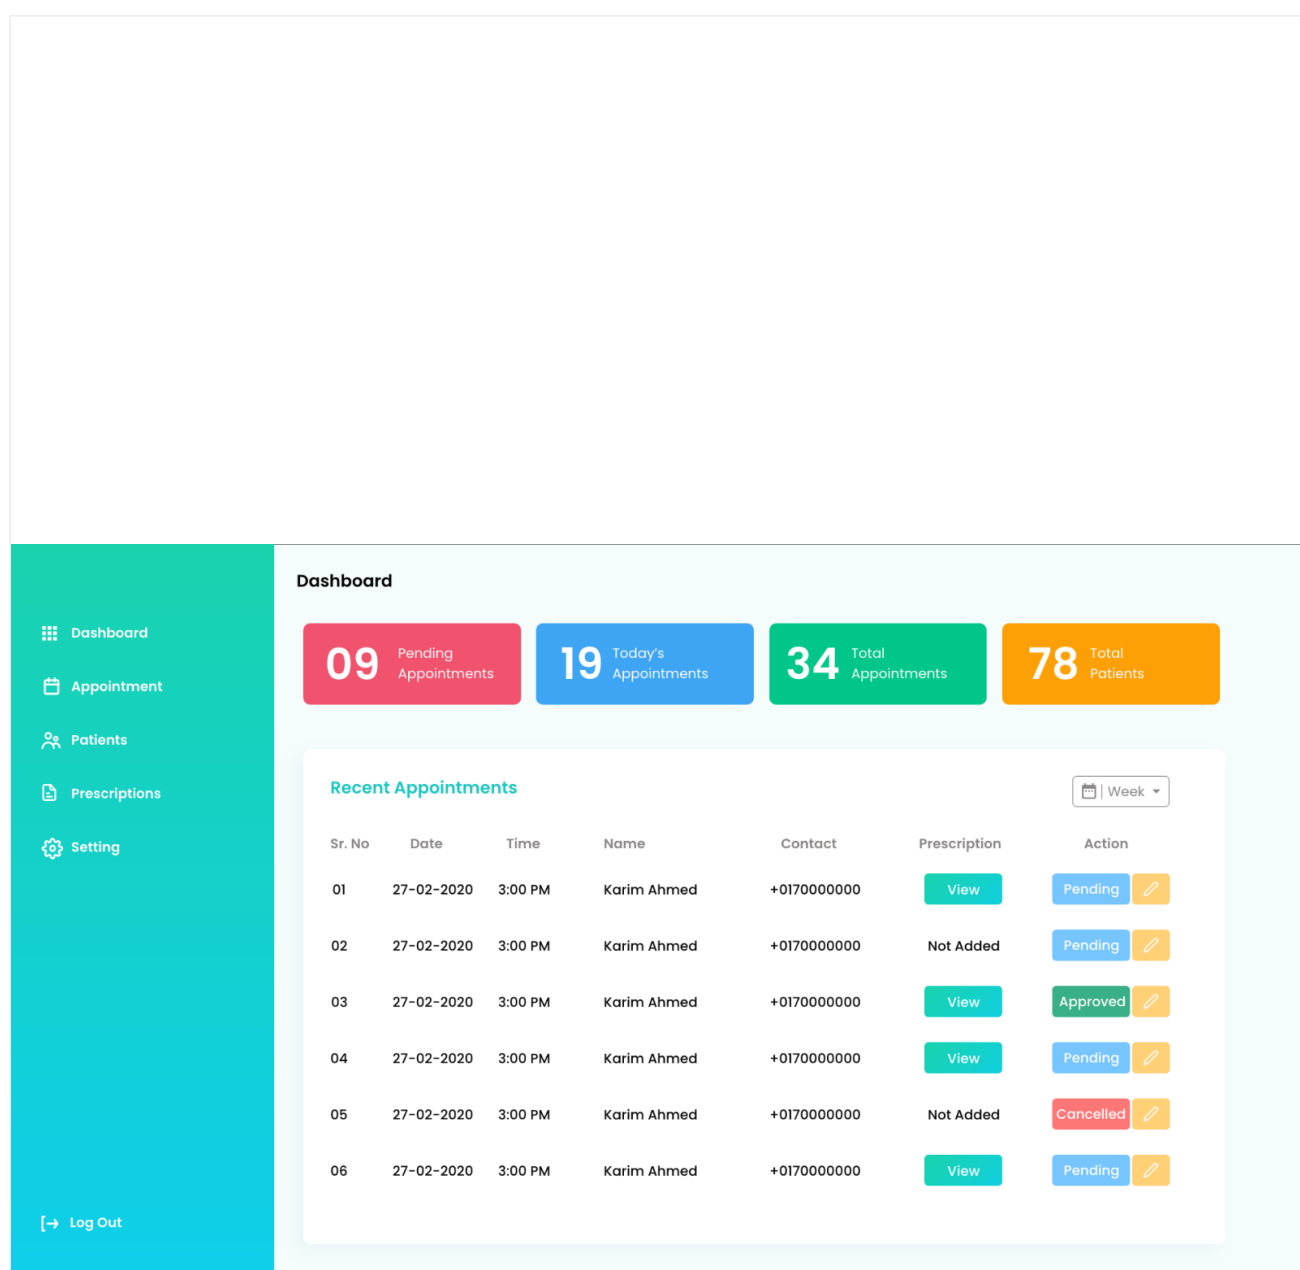 Dashboard
Dashboard
Appointment
Patients
Prescriptions
Setting
Log Out
09 Pending Appointments
19 Today's Appointments
34 Total Appointments
78 Total Patients
Recent Appointments
Week
Sr. No Date Time Name Contact Prescription Action
01 27-02-2020 3:00 PM Karim Ahmed +0170000000 View Pending
02 27-02-2020 3:00 PM Karim Ahmed +0170000000 Not Added Pending
03 27-02-2020 3:00 PM Karim Ahmed +0170000000 View Approved
04 27-02-2020 3:00 PM Karim Ahmed +0170000000 View Pending
05 27-02-2020 3:00 PM Karim Ahmed +0170000000 Not Added Cancelled
06 27-02-2020 3:00 PM Karim Ahmed +0170000000 View Pending